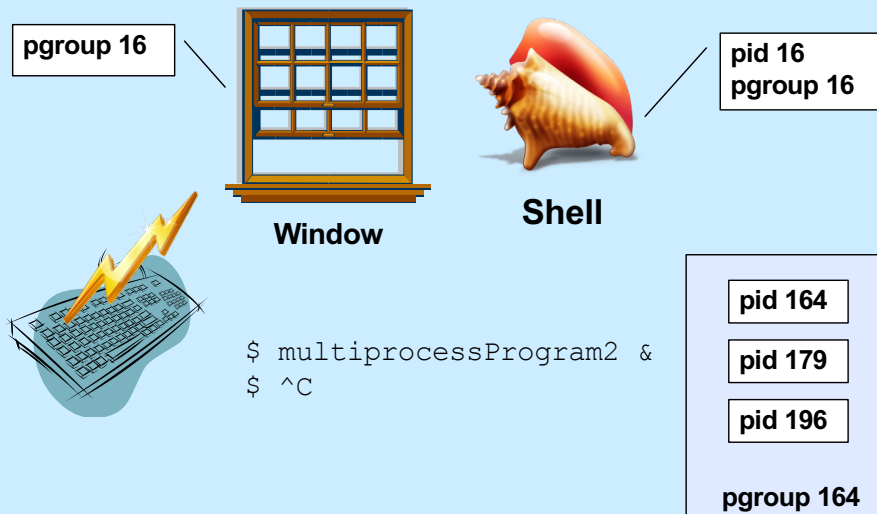 pgroup 16
pid 16
pgroup 16
Window
Shell
$ multiprocessProgram2 &
$ ^C
pid 164
pid 179
pid 196
pgroup 164